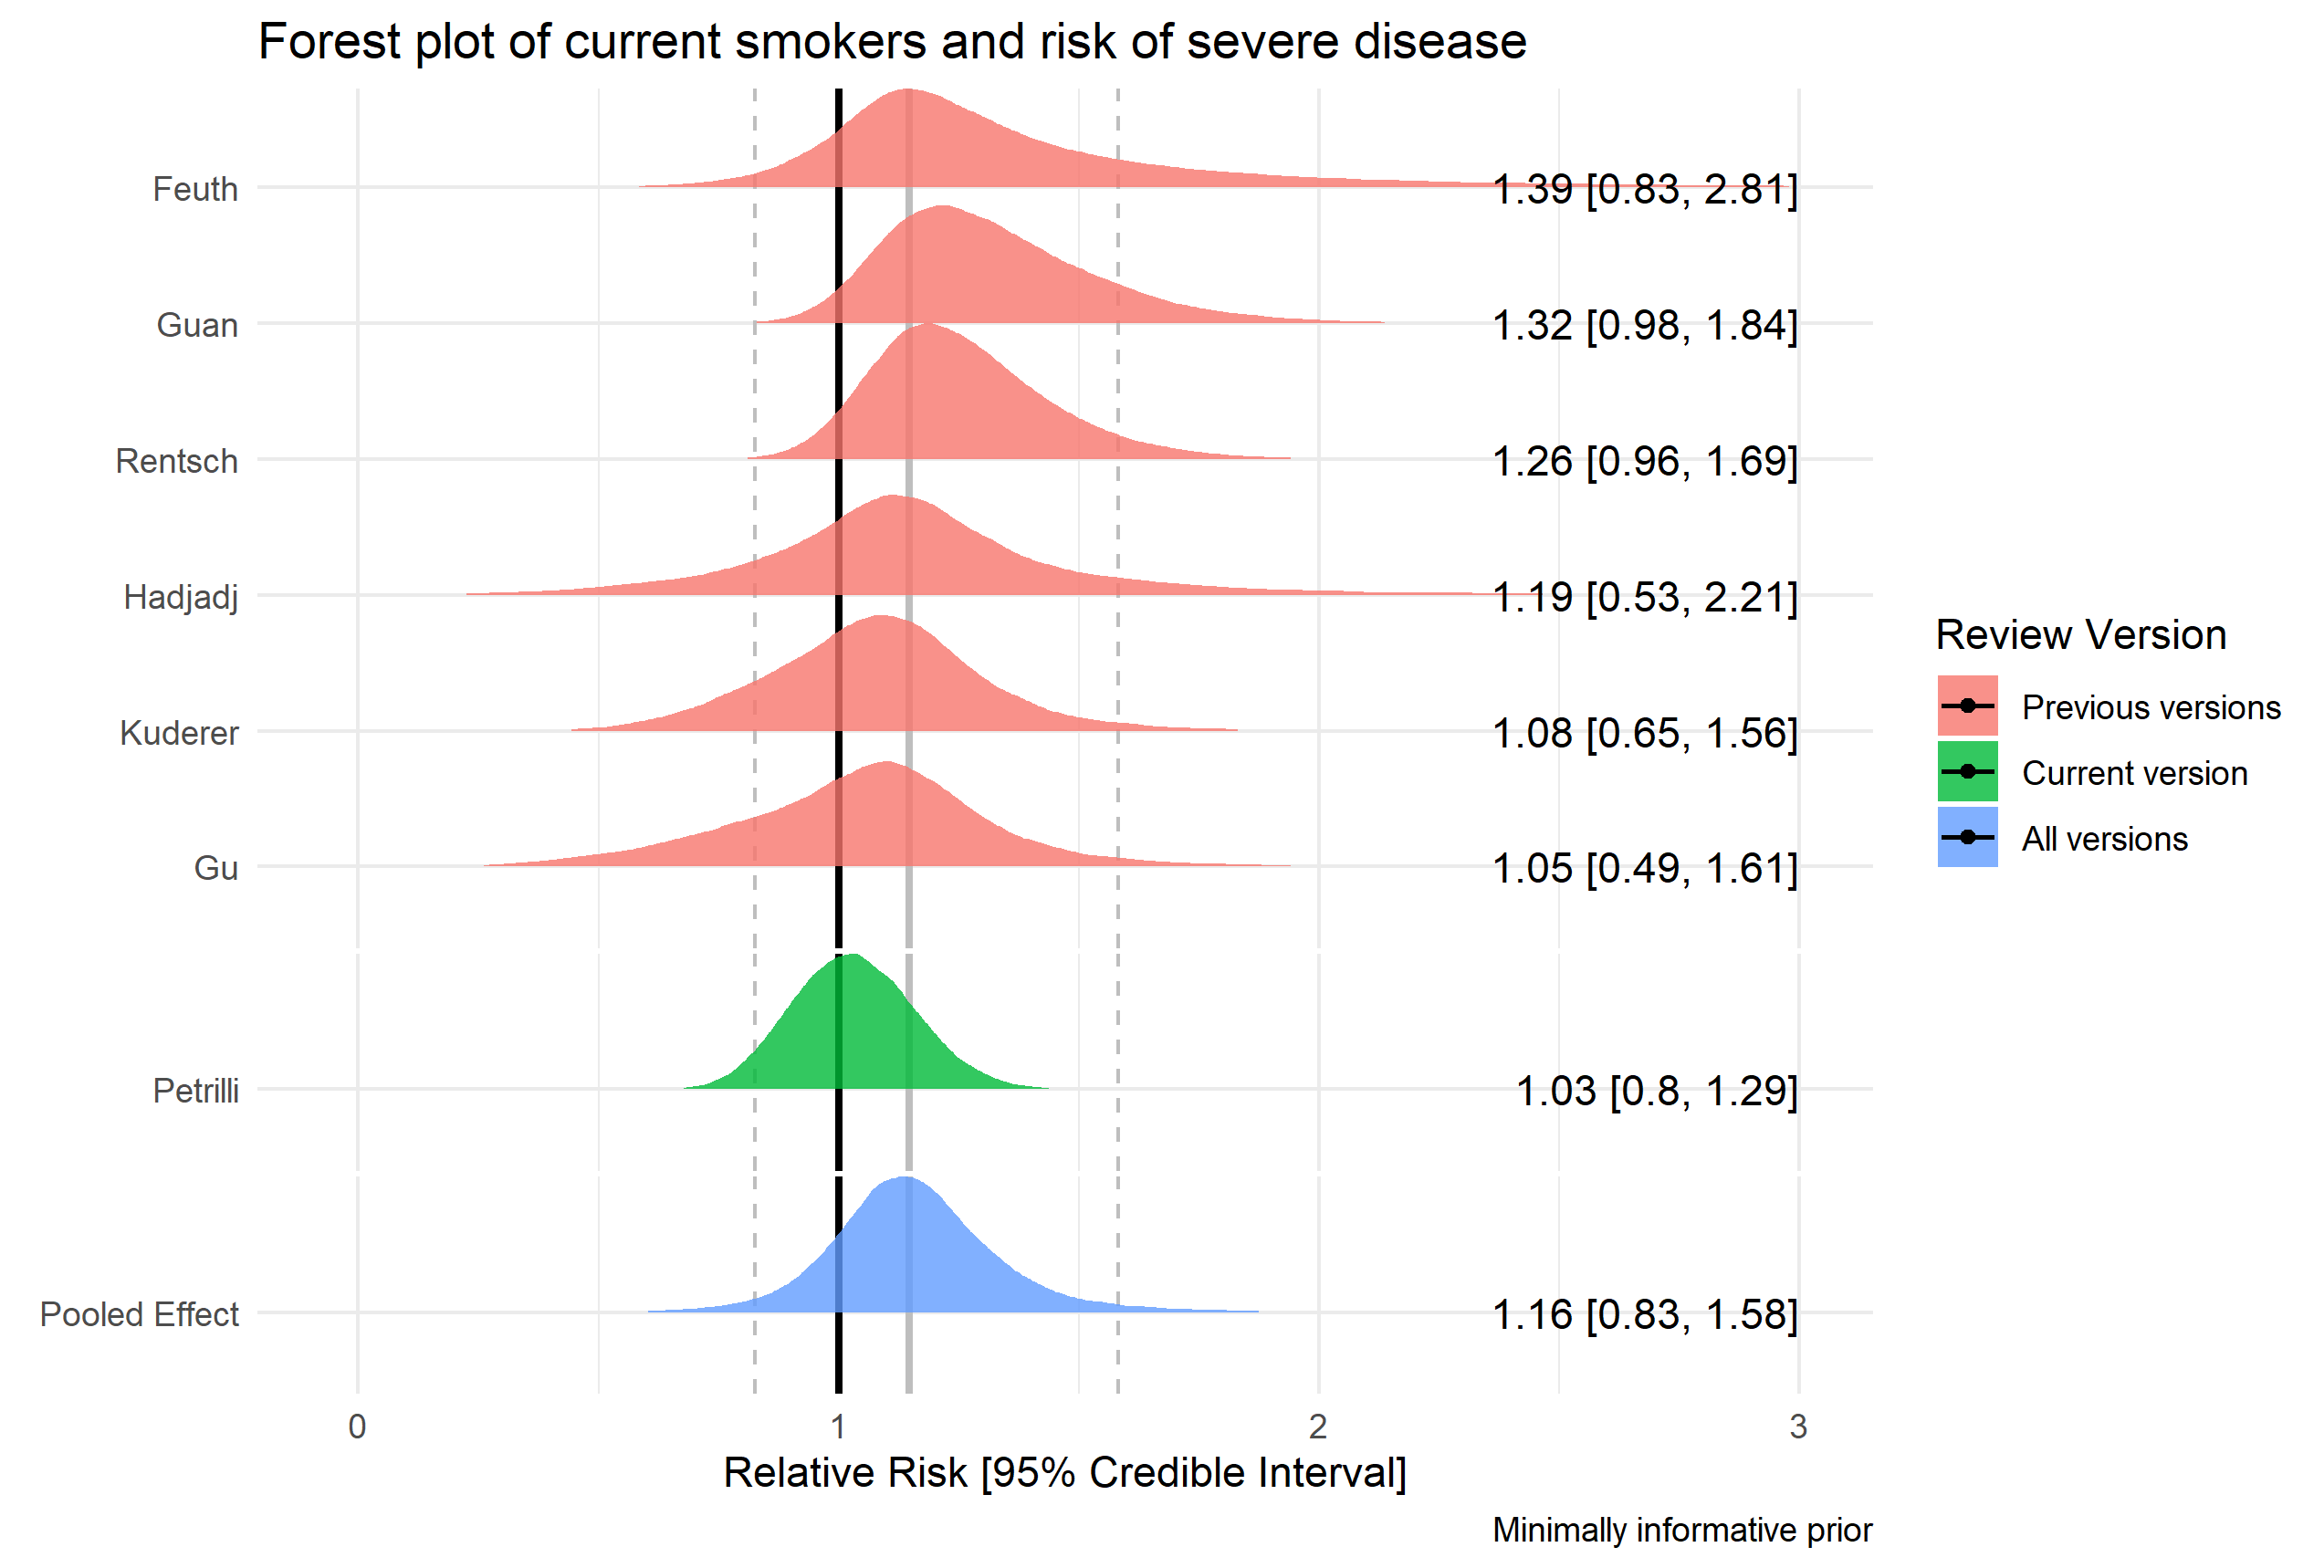 Forest plot of current smokers and risk of severe disease
Feuth 1.39 [0.83, 2.81]
Guan 1.32 [0.98, 1.84]
Rentsch 1.26 [0.96, 1.69]
Hadjadj 1.19 [0.53, 2.21]
Kuderer 1.08 [0.65, 1.56]
Gu 1.05 [0.49, 1.61]
Petrilli 1.03 [0.8, 1.29]
Pooled Effect 1.16 [0.83, 1.58]
0 1 2 3
Relative Risk [95% Credible Interval]
Minimally informative prior
Review Version
Previous versions
Current version
All versions